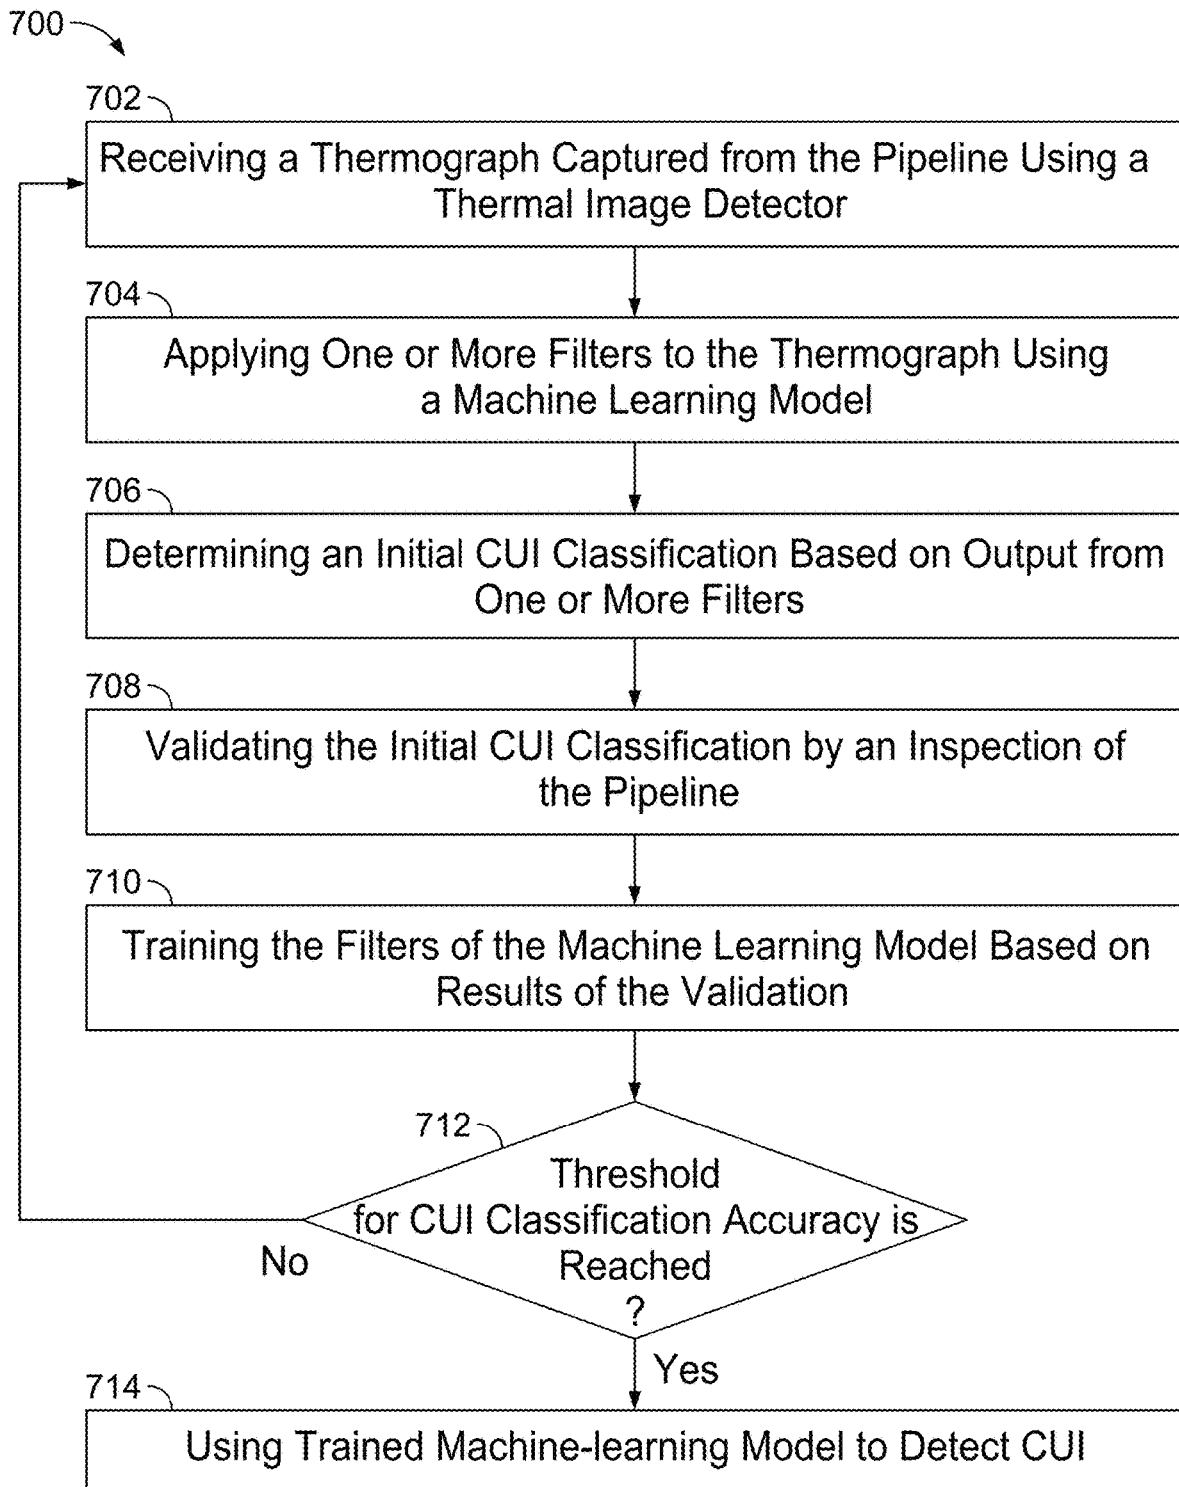 700
702
Receiving a Thermograph Captured from the Pipeline Using a
Thermal Image Detector
704
Applying One or More Filters to the Thermograph Using
a Machine Learning Model
706
Determining an Initial CUI Classification Based on Output from
One or More Filters
708
Validating the Initial CUI Classification by an Inspection of
the Pipeline
710
Training the Filters of the Machine Learning Model Based on
Results of the Validation
712
Threshold
for CUI Classification Accuracy is
Reached
?
No
Yes
714
Using Trained Machine-learning Model to Detect CUI